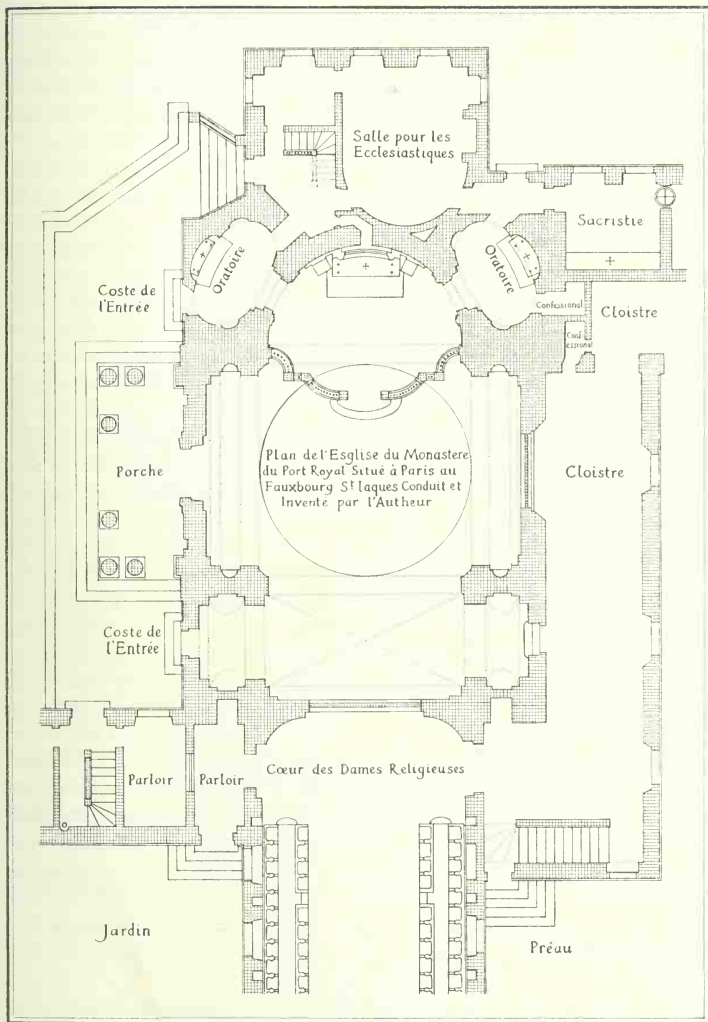 Salle pour les
Ecclesiastiques
Sacristie
Oratoire
Oratoire
Coste de
l'Entrée
Confessional
Conf
essional
Cloistre
Plan de l'Esglise du Monastere
du Port Royal Situé à Paris au
Fauxbourg St Iaques Conduit et
Inventé par l'Autheur
Porche
Cloistre
Coste de
l'Entrée
Parloir
Parloir
Cœur des Dames Religieuses
Jardin
Préau